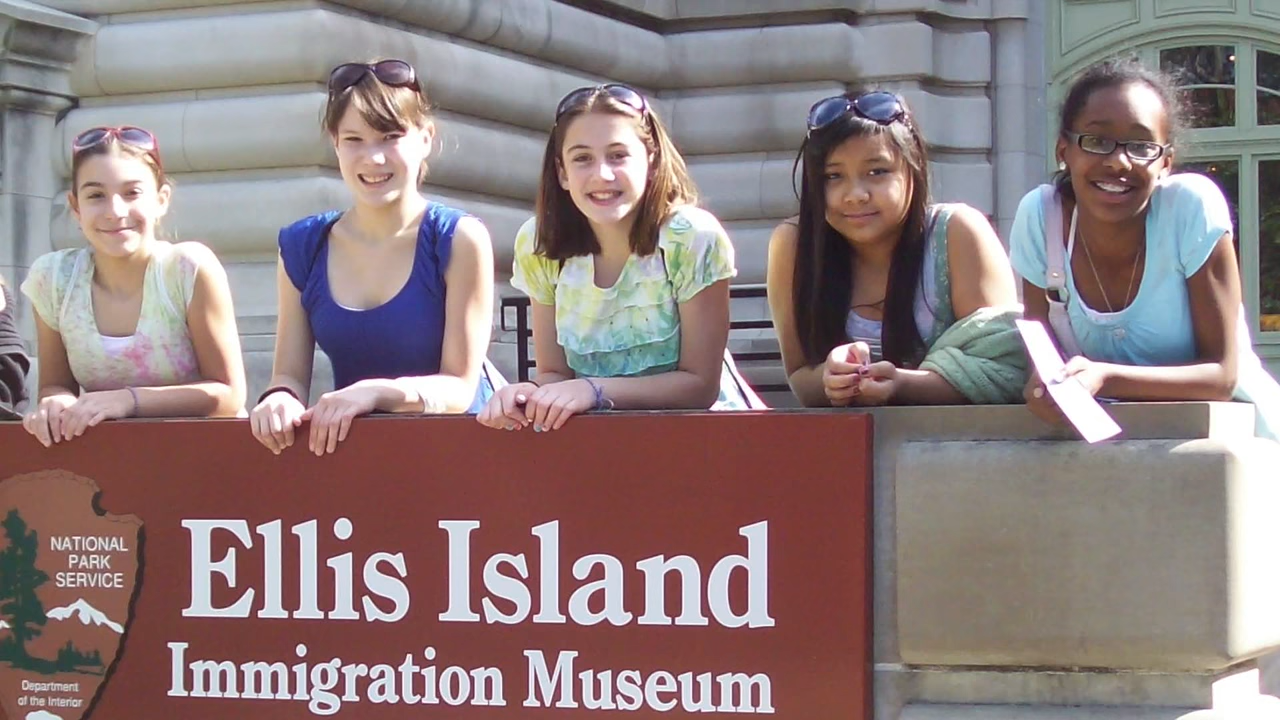 NATIONAL
PARK
SERVICE
Department
of the Interior
Ellis Island
Immigration Museum